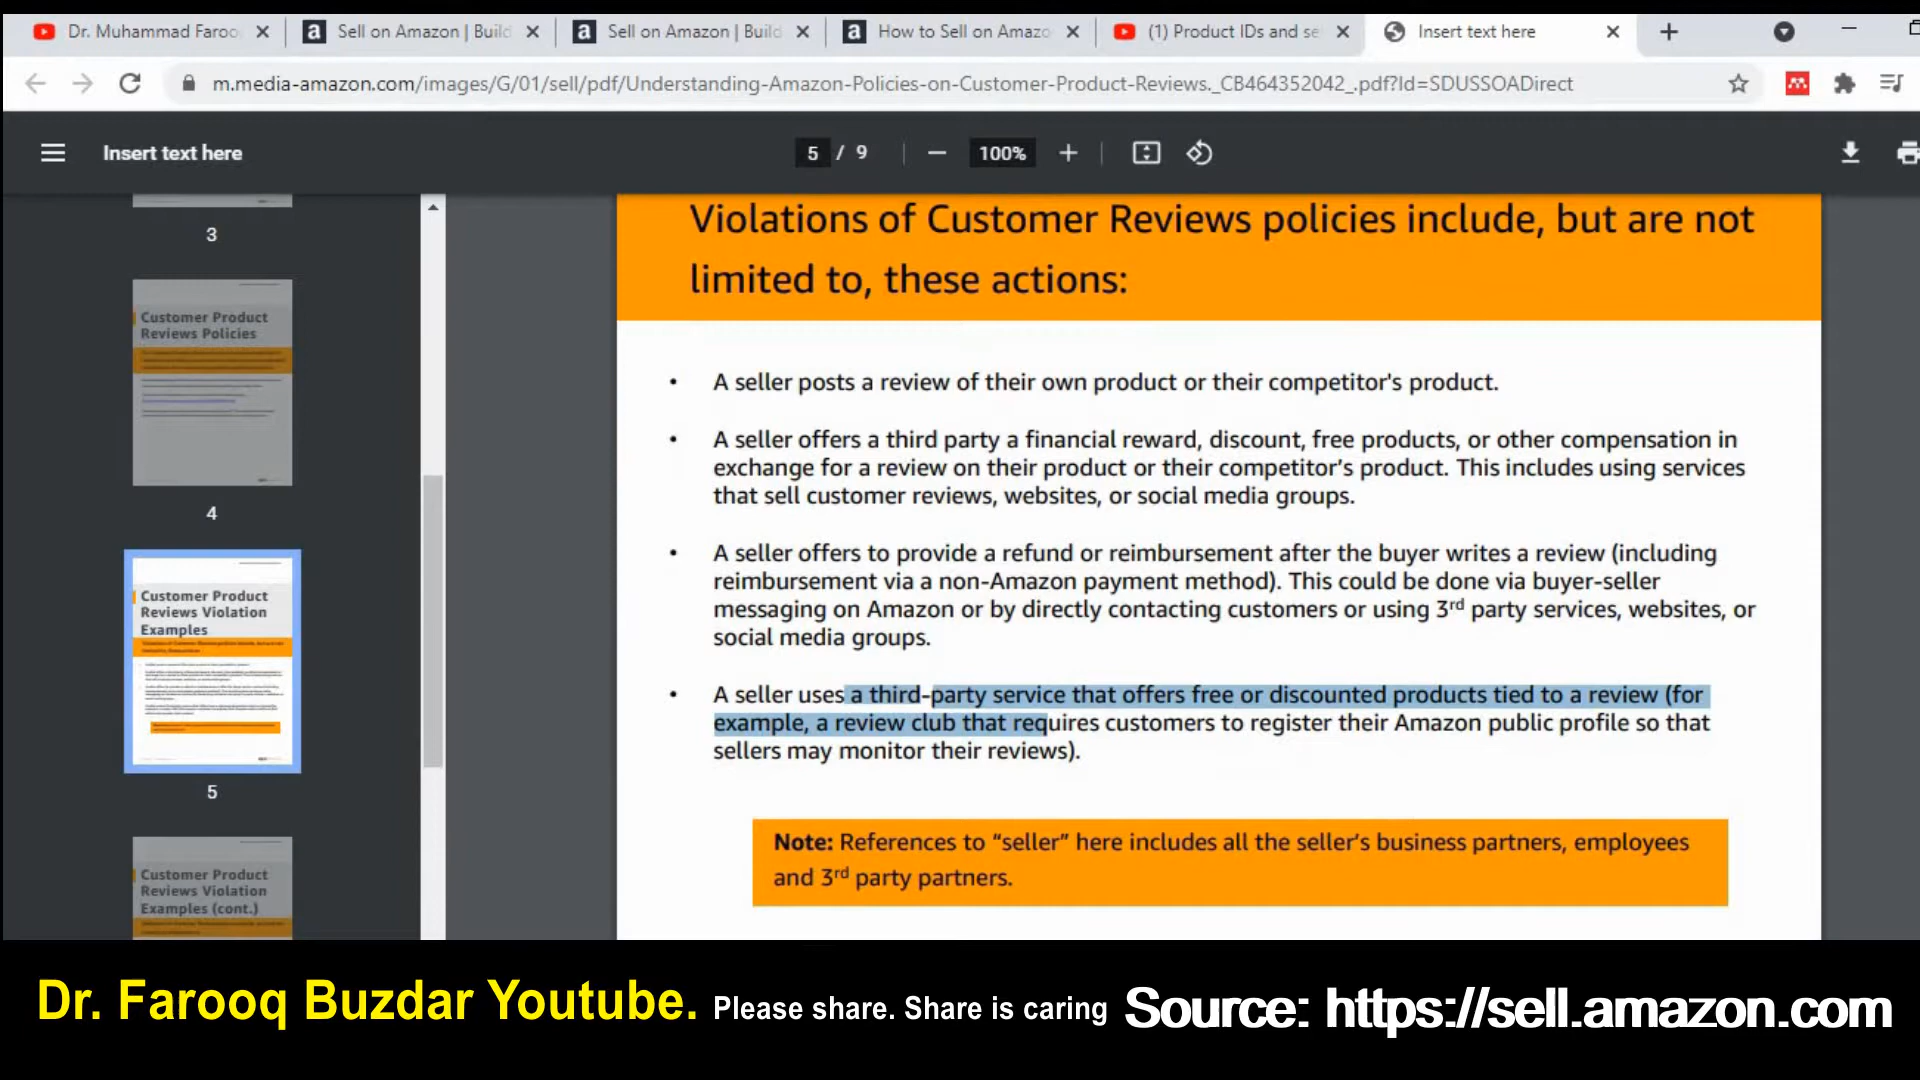 Dr. Muhammad Faroo
Sell on Amazon | Build
Sell on Amazon | Build
How to Sell on Amazo
(1) Product IDs and se
Insert text here
m.media-amazon.com/images/G/01/sell/pdf/Understanding-Amazon-Policies-on-Customer-Product-Reviews._CB464352042_.pdf?ld=SDUSSOADirect
Insert text here
5 / 9
100%
3
Customer Product
Reviews Policies
4
Customer Product
Reviews Violation
Examples
5
Customer Product
Reviews Violation
Examples (cont.)
Violations of Customer Reviews policies include, but are not
limited to, these actions:
• A seller posts a review of their own product or their competitor's product.
• A seller offers a third party a financial reward, discount, free products, or other compensation in
exchange for a review on their product or their competitor's product. This includes using services
that sell customer reviews, websites, or social media groups.
• A seller offers to provide a refund or reimbursement after the buyer writes a review (including
reimbursement via a non-Amazon payment method). This could be done via buyer-seller
messaging on Amazon or by directly contacting customers or using 3rd party services, websites, or
social media groups.
• A seller uses a third-party service that offers free or discounted products tied to a review (for
example, a review club that requires customers to register their Amazon public profile so that
sellers may monitor their reviews).
Note: References to “seller” here includes all the seller’s business partners, employees
and 3rd party partners.
Dr. Farooq Buzdar Youtube. Please share. Share is caring Source: https://sell.amazon.com